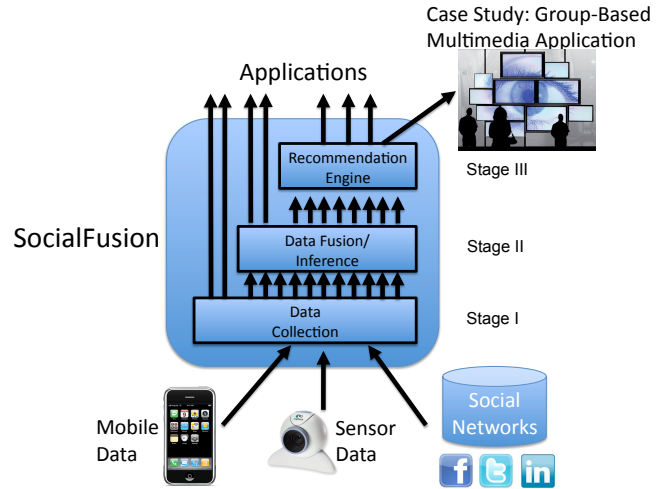 Case Study: Group-Based
Multimedia Application
Applications
Recommendation
Engine
Stage III
SocialFusion
Data Fusion/
Inference
Stage II
Data
Collection
Stage I
Mobile
Data
Sensor
Data
Social
Networks
f
t
in